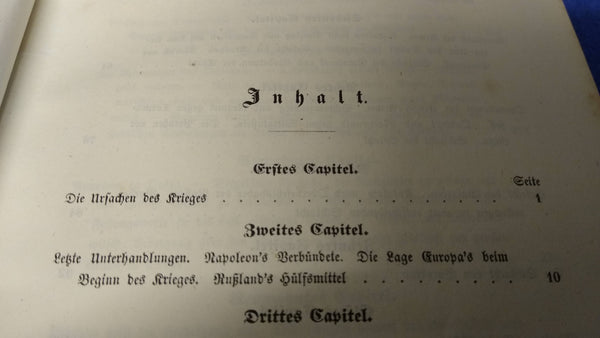 Inhalt.
Erstes Capitel.
Seite
Die Ursachen des Krieges . . . . . . . . . . . . . . . . . 1
Zweites Capitel.
Letzte Unterhandlungen. Napoleon's Verbündete. Die Lage Europa's beim
Beginn des Krieges. Rußland's Hülfsmittel . . . . . . . . . 10
Drittes Capitel.